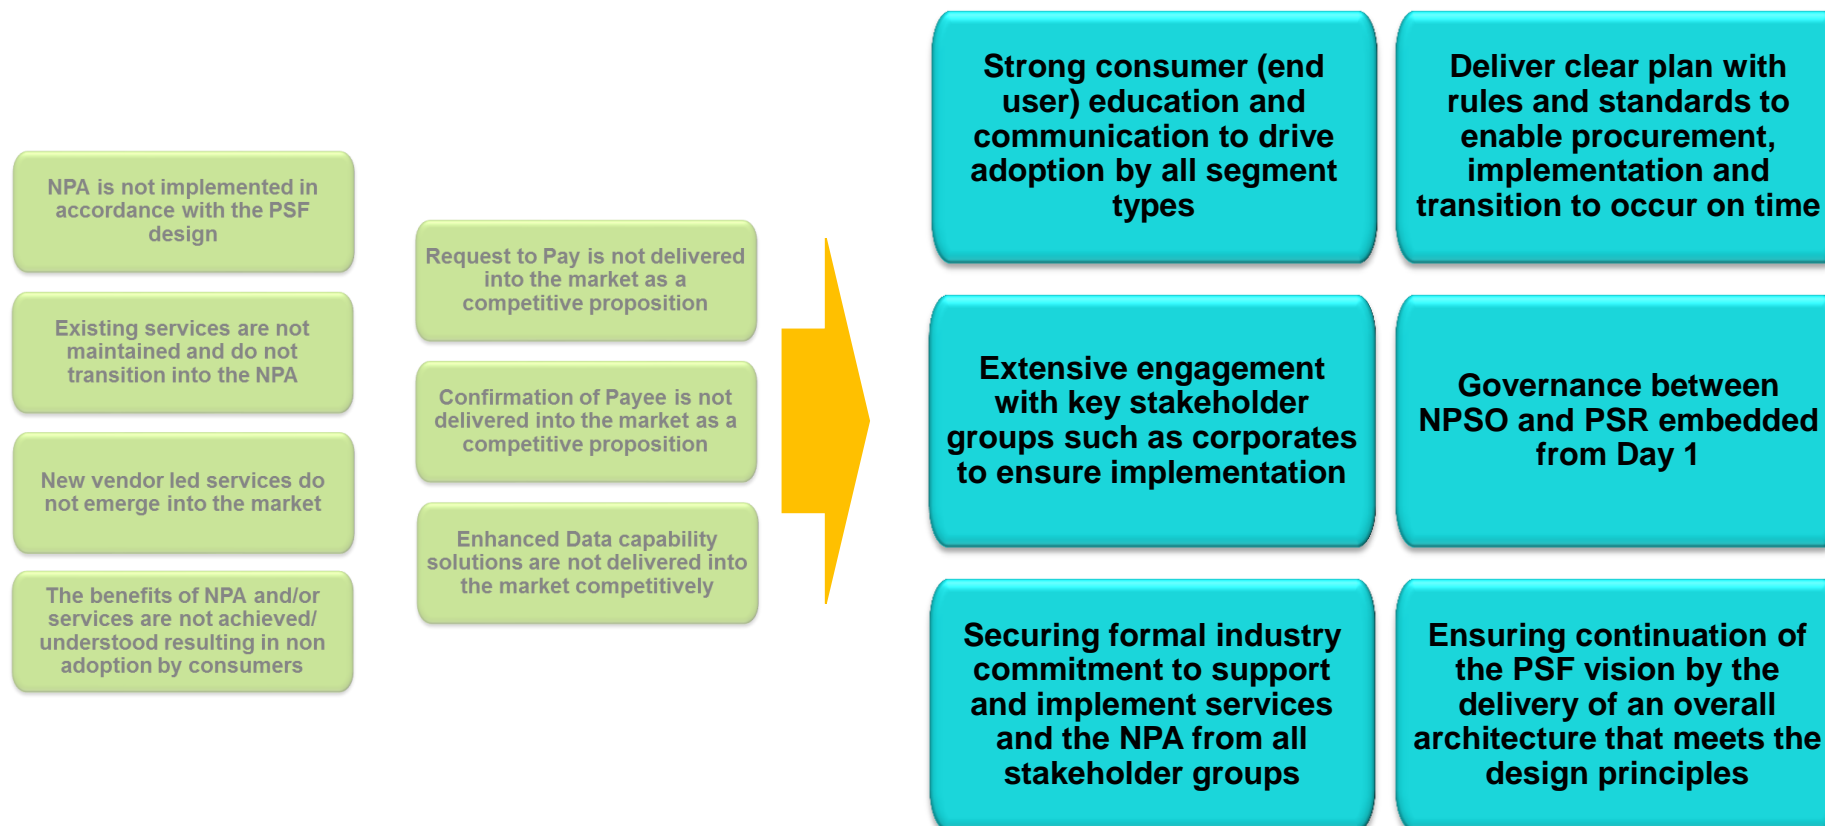 NPA is not implemented in
accordance with the PSF
design
Existing services are not
maintained and do not
transition into the NPA
New vendor led services do
not emerge into the market
The benefits of NPA and/or
services are not achieved/
understood resulting in non
adoption by consumers
Request to Pay is not delivered
into the market as a
competitive proposition
Confirmation of Payee is not
delivered into the market as a
competitive proposition
Enhanced Data capability
solutions are not delivered into
the market competitively
Strong consumer (end
user) education and
communication to drive
adoption by all segment
types
Deliver clear plan with
rules and standards to
enable procurement,
implementation and
transition to occur on time
Extensive engagement
with key stakeholder
groups such as corporates
to ensure implementation
Governance between
NPSO and PSR embedded
from Day 1
Securing formal industry
commitment to support
and implement services
and the NPA from all
stakeholder groups
Ensuring continuation of
the PSF vision by the
delivery of an overall
architecture that meets the
design principles